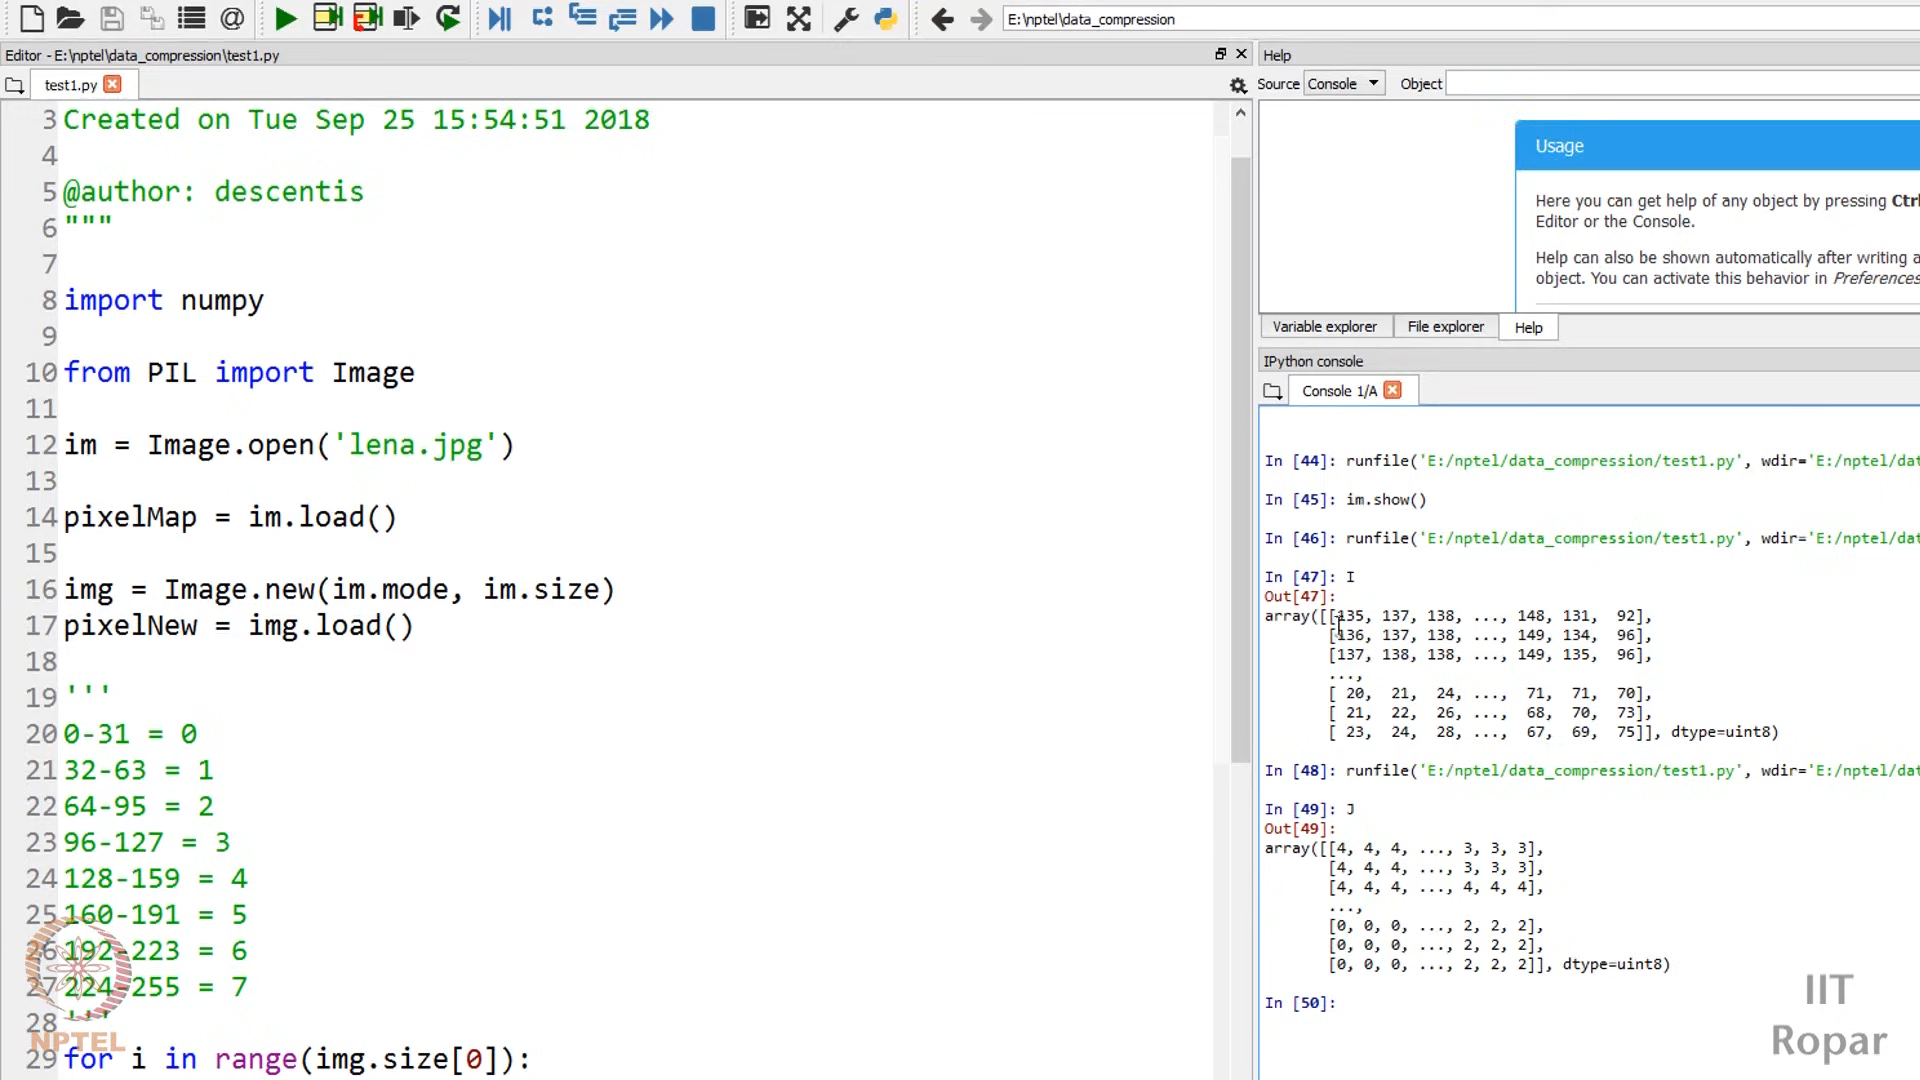 E:\nptel\data_compression
Editor - E:\nptel\data_compression\test1.py
test1.py
3 Created on Tue Sep 25 15:54:51 2018
4
5 @author: descentis
6 """
7
8 import numpy
9
10 from PIL import Image
11
12 im = Image.open('lena.jpg')
13
14 pixelMap = im.load()
15
16 img = Image.new(im.mode, im.size)
17 pixelNew = img.load()
18
19 '''
20 0-31 = 0
21 32-63 = 1
22 64-95 = 2
23 96-127 = 3
24 128-159 = 4
25 160-191 = 5
26 192-223 = 6
27 224-255 = 7
28 '''
29 for i in range(img.size[0]):
NPTEL
Help
Source Console Object
Usage
Here you can get help of any object by pressing Ctrl
Editor or the Console.
Help can also be shown automatically after writing a
object. You can activate this behavior in Preferences
Variable explorer File explorer Help
IPython console
Console 1/A
In [44]: runfile('E:/nptel/data_compression/test1.py', wdir='E:/nptel/dat
In [45]: im.show()
In [46]: runfile('E:/nptel/data_compression/test1.py', wdir='E:/nptel/dat
In [47]: I
Out[47]:
array([[135, 137, 138, ..., 148, 131, 92],
[136, 137, 138, ..., 149, 134, 96],
[137, 138, 138, ..., 149, 135, 96],
...,
[ 20, 21, 24, ..., 71, 71, 70],
[ 21, 22, 26, ..., 68, 70, 73],
[ 23, 24, 28, ..., 67, 69, 75]], dtype=uint8)
In [48]: runfile('E:/nptel/data_compression/test1.py', wdir='E:/nptel/dat
In [49]: J
Out[49]:
array([[4, 4, 4, ..., 3, 3, 3],
[4, 4, 4, ..., 3, 3, 3],
[4, 4, 4, ..., 4, 4, 4],
...,
[0, 0, 0, ..., 2, 2, 2],
[0, 0, 0, ..., 2, 2, 2],
[0, 0, 0, ..., 2, 2, 2]], dtype=uint8)
In [50]:
IIT
Ropar